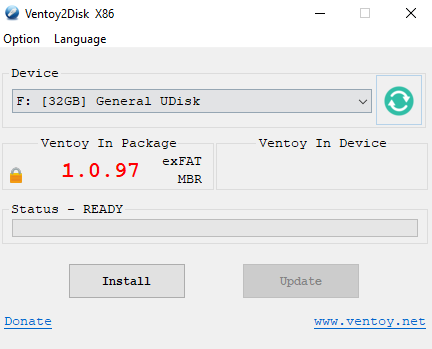 Ventoy2Disk X86
Option Language
Device
F: [32GB] General UDisk
Ventoy In Package
Ventoy In Device
1.0.97
exFAT
MBR
Status - READY
Install
Update
Donate
www.ventoy.net